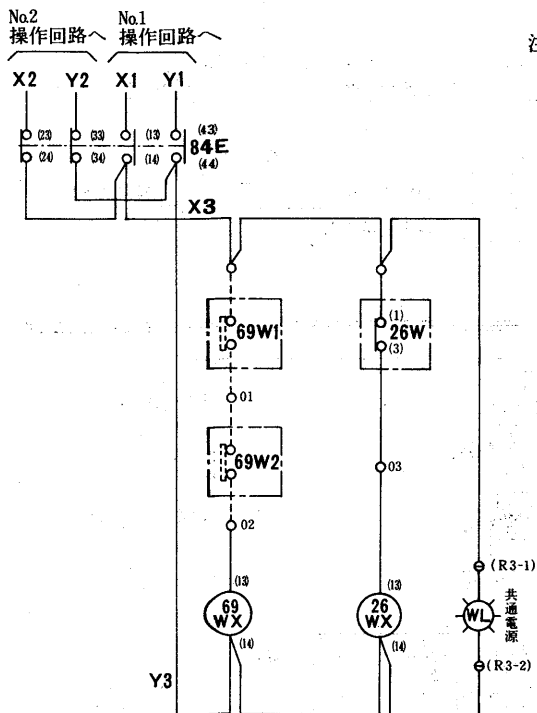 No.2
操作回路へ
No.1
操作回路へ
X2 Y2 X1 Y1
(23) (33) (13) (43)
84E
(24) (34) (14) (44)
X3
69W1
(1)
26W
(3)
01
69W2
03
02
(R3-1)
(13)
69
WX
(14)
(13)
26
WX
(14)
WL
共通電源
(R3-2)
Y3